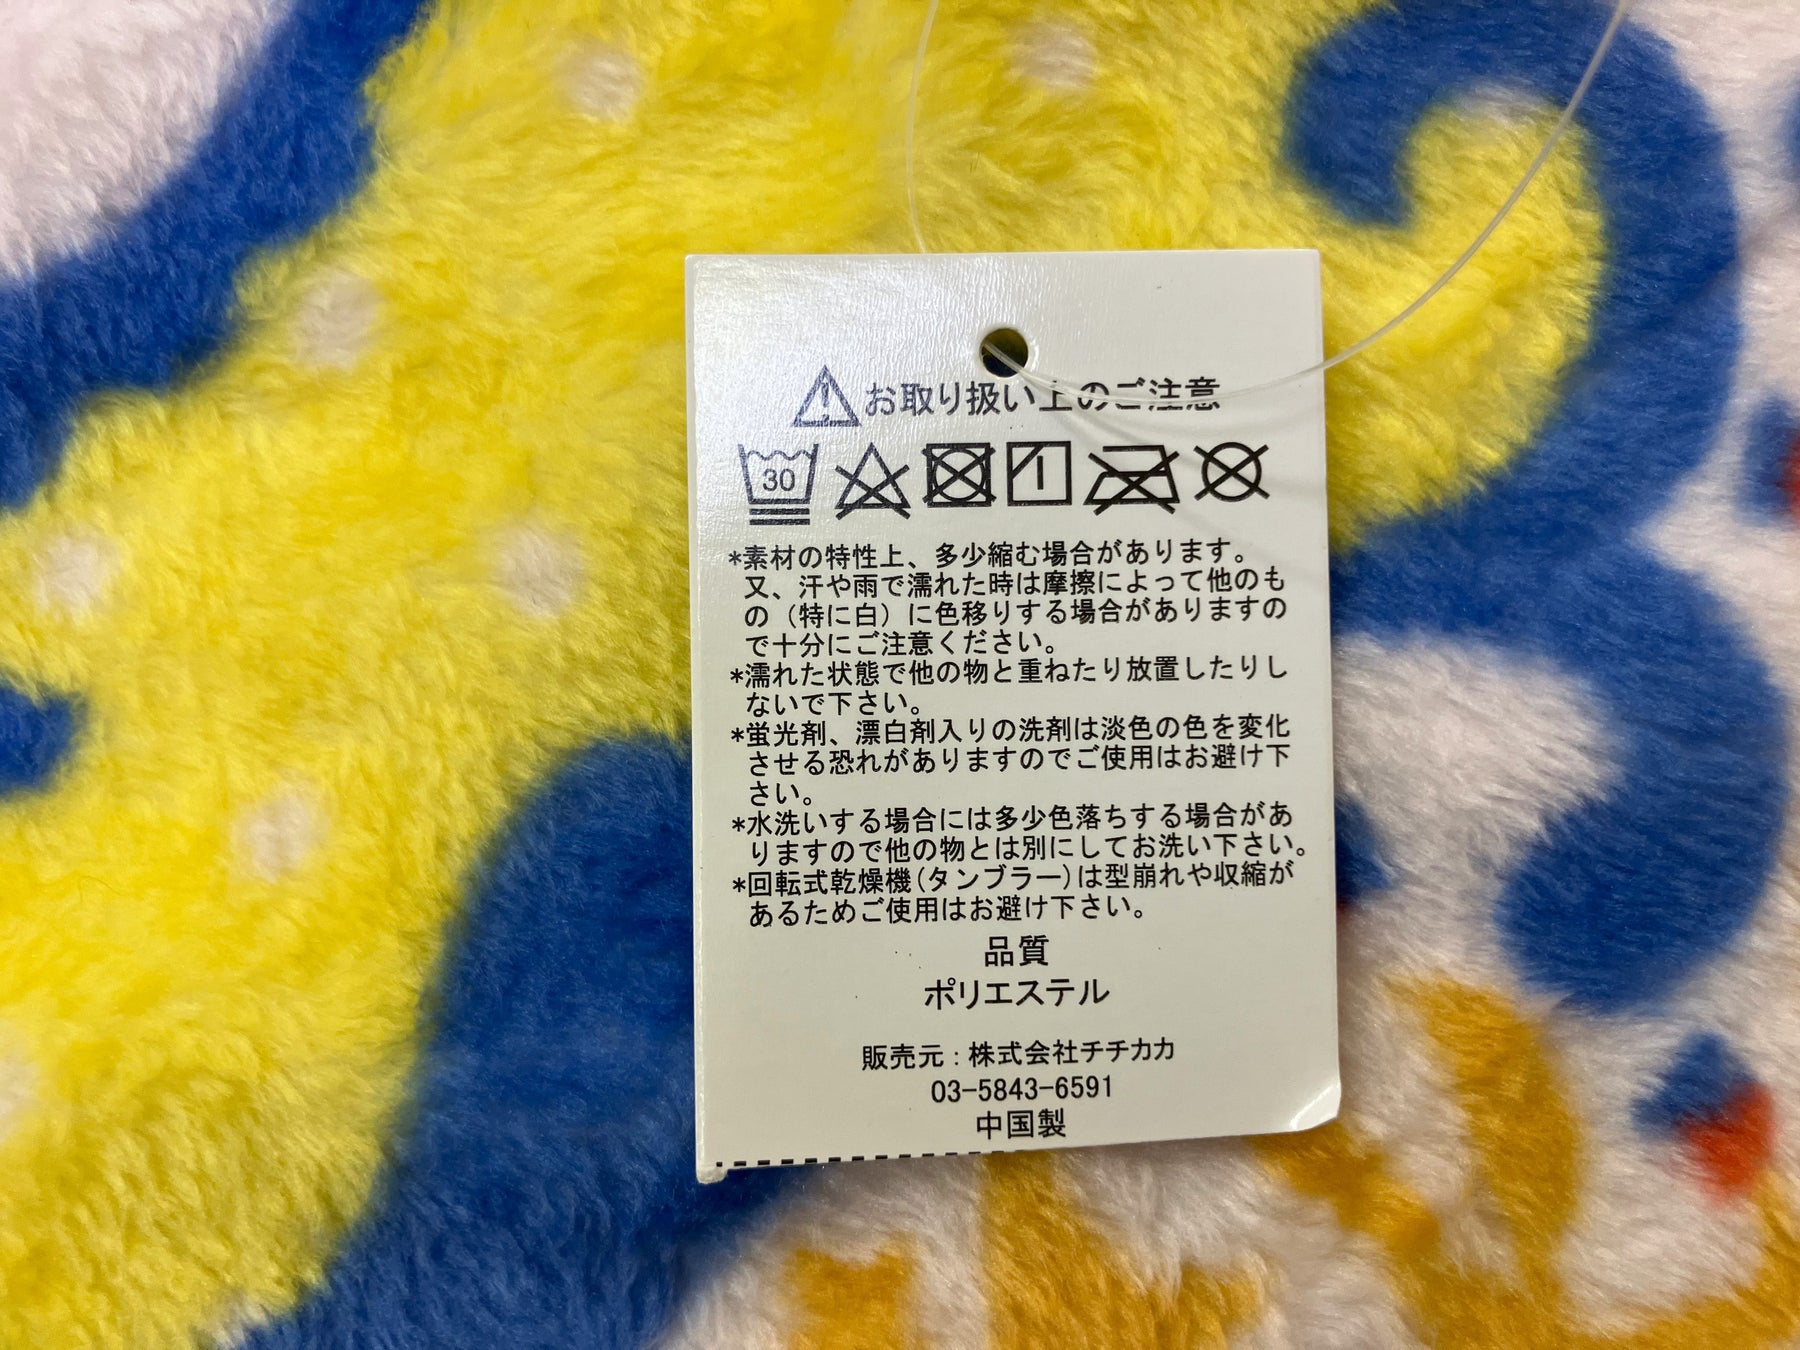 お取り扱い上のご注意
30
*素材の特性上、多少縮む場合があります。
又、汗や雨で濡れた時は摩擦によって他のも
の（特に白）に色移りする場合がありますの
で十分にご注意ください。
*濡れた状態で他の物と重ねたり放置したりし
ないで下さい。
*蛍光剤、漂白剤入りの洗剤は淡色の色を変化
させる恐れがありますのでご使用はお避け下
さい。
*水洗いする場合には多少色落ちする場合があ
りますので他の物とは別にしてお洗い下さい。
*回転式乾燥機(タンブラー)は型崩れや収縮が
あるためご使用はお避け下さい。
品質
ポリエステル
販売元：株式会社チチカカ
03-5843-6591
中国製